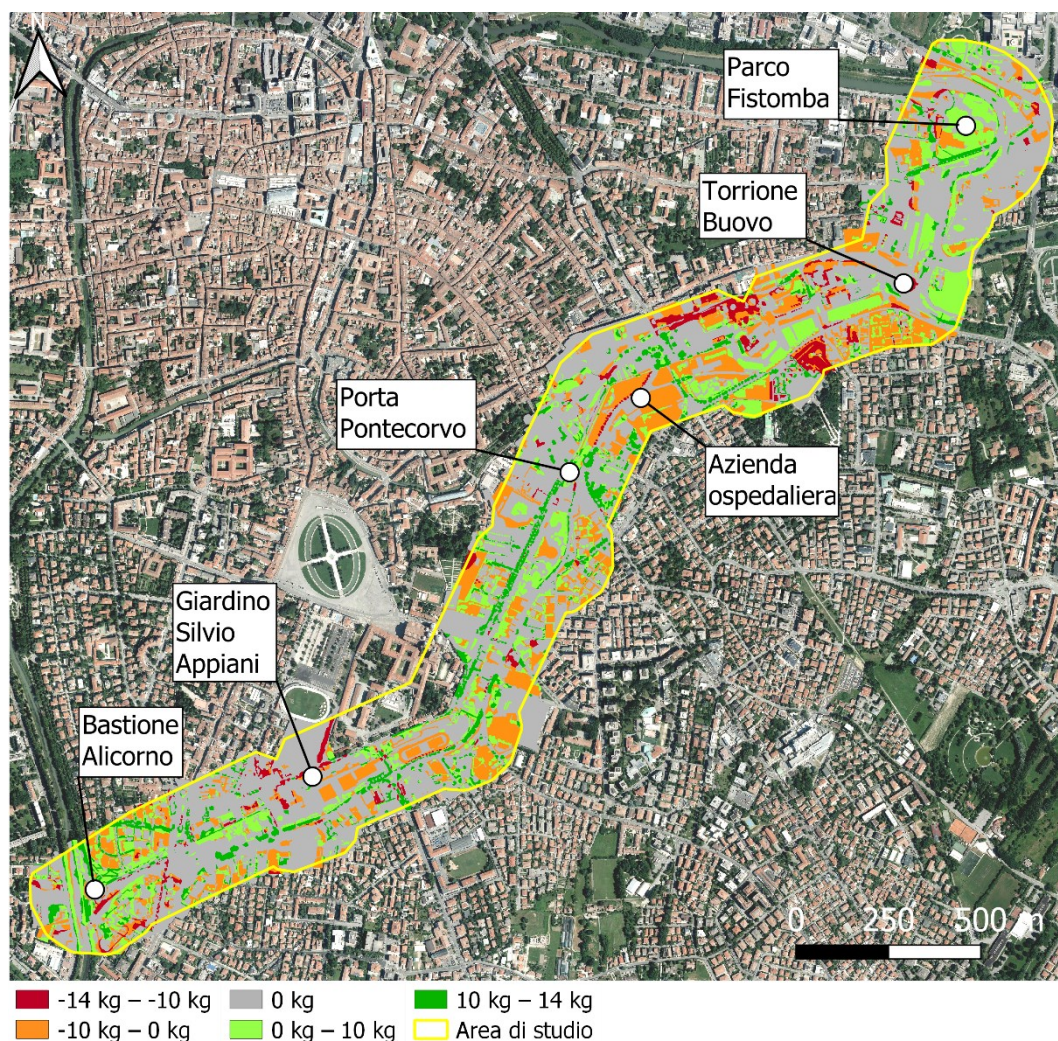 N
Parco
Fistomba
Torrione
Buovo
Porta
Pontecorvo
Azienda
ospedaliera
Giardino
Silvio
Appiani
Bastione
Alicorno
0 250 500 m
-14 kg – -10 kg
0 kg
10 kg – 14 kg
-10 kg – 0 kg
0 kg – 10 kg
Area di studio